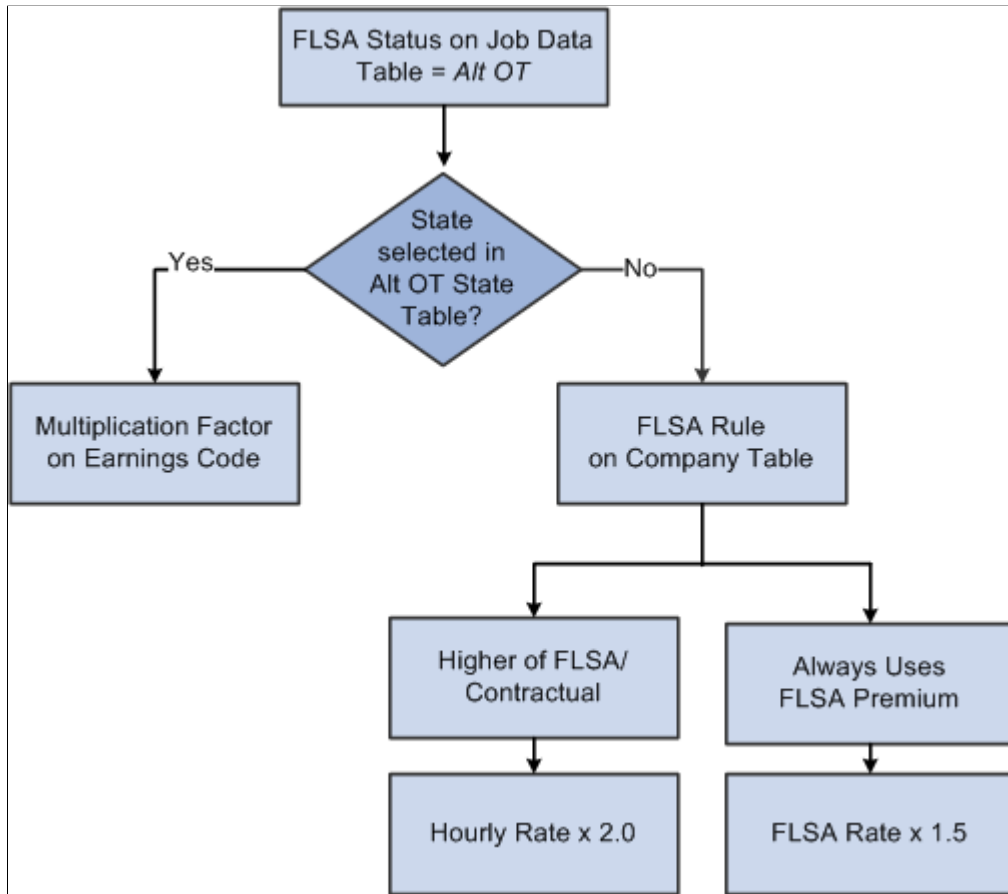 FLSA Status on Job Data
Table = Alt OT
State
selected in
Alt OT State
Table?
Yes
No
Multiplication Factor
on Earnings Code
FLSA Rule
on Company Table
Higher of FLSA/
Contractual
Always Uses
FLSA Premium
Hourly Rate x 2.0
FLSA Rate x 1.5